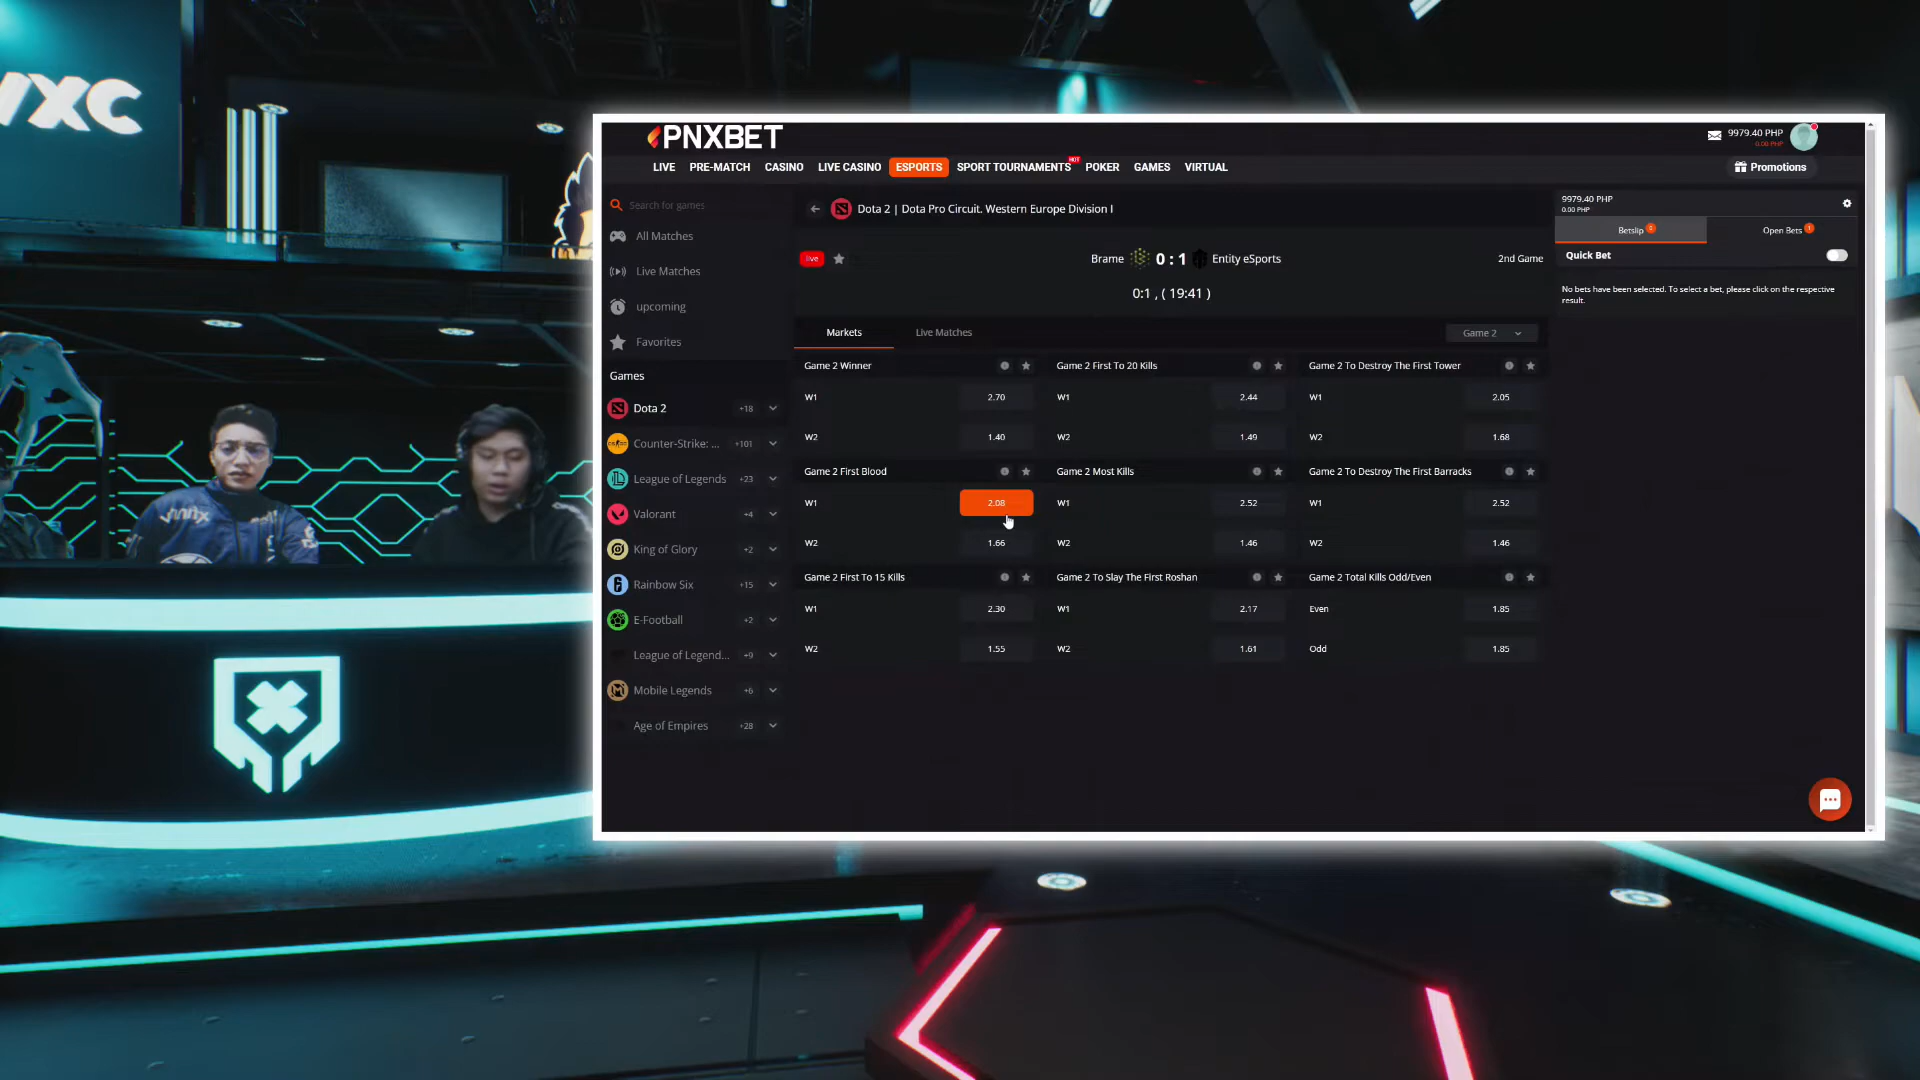 VXC
PNXBET
9979.40 PHP
0.00 PHP
LIVE PRE-MATCH CASINO LIVE CASINO ESPORTS SPORT TOURNAMENTS HOT POKER GAMES VIRTUAL
Promotions
Search for games
All Matches
Live Matches
upcoming
Favorites
Games
Dota 2 +18
Counter-Strike: ... +101
League of Legends +23
Valorant +4
King of Glory +2
Rainbow Six +15
E-Football +2
League of Legend... +9
Mobile Legends +6
Age of Empires +28
Dota 2 | Dota Pro Circuit. Western Europe Division I
live
Brame 0 : 1 Entity eSports
2nd Game
0:1 , ( 19:41 )
Markets Live Matches
Game 2
Game 2 Winner
W1 2.70
W2 1.40
Game 2 First To 20 Kills
W1 2.44
W2 1.49
Game 2 To Destroy The First Tower
W1 2.05
W2 1.68
Game 2 First Blood
W1 2.08
W2 1.66
Game 2 Most Kills
W1 2.52
W2 1.46
Game 2 To Destroy The First Barracks
W1 2.52
W2 1.46
Game 2 First To 15 Kills
W1 2.30
W2 1.55
Game 2 To Slay The First Roshan
W1 2.17
W2 1.61
Game 2 Total Kills Odd/Even
Even 1.85
Odd 1.85
9979.40 PHP
0.00 PHP
Betslip
Open Bets 1
Quick Bet
No bets have been selected. To select a bet, please click on the respective
result.